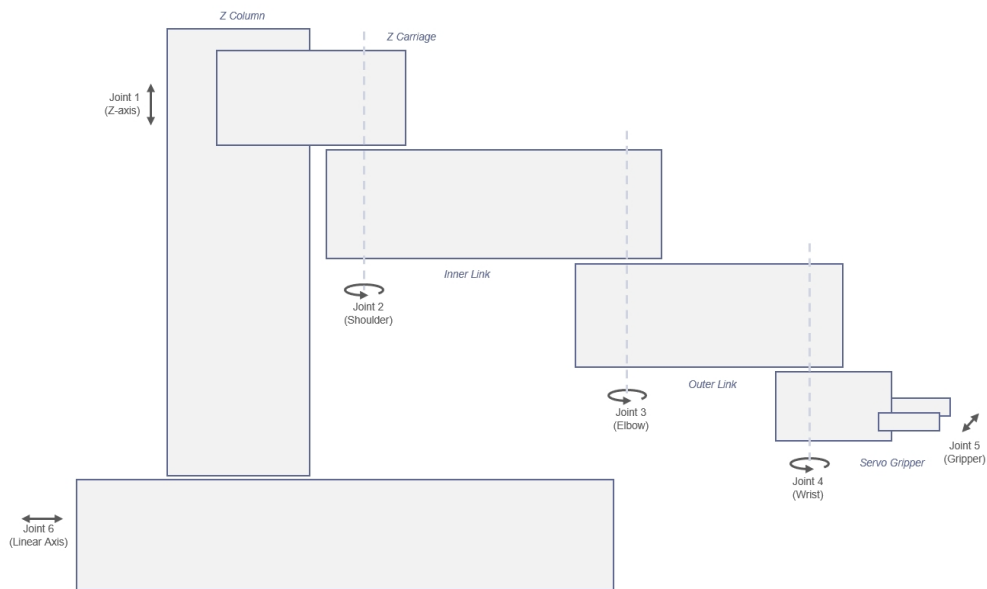 Z Column
Z Carriage
Joint 1
(Z-axis)
Inner Link
Joint 2
(Shoulder)
Outer Link
Joint 3
(Elbow)
Joint 5
(Gripper)
Servo Gripper
Joint 4
(Wrist)
Joint 6
(Linear Axis)